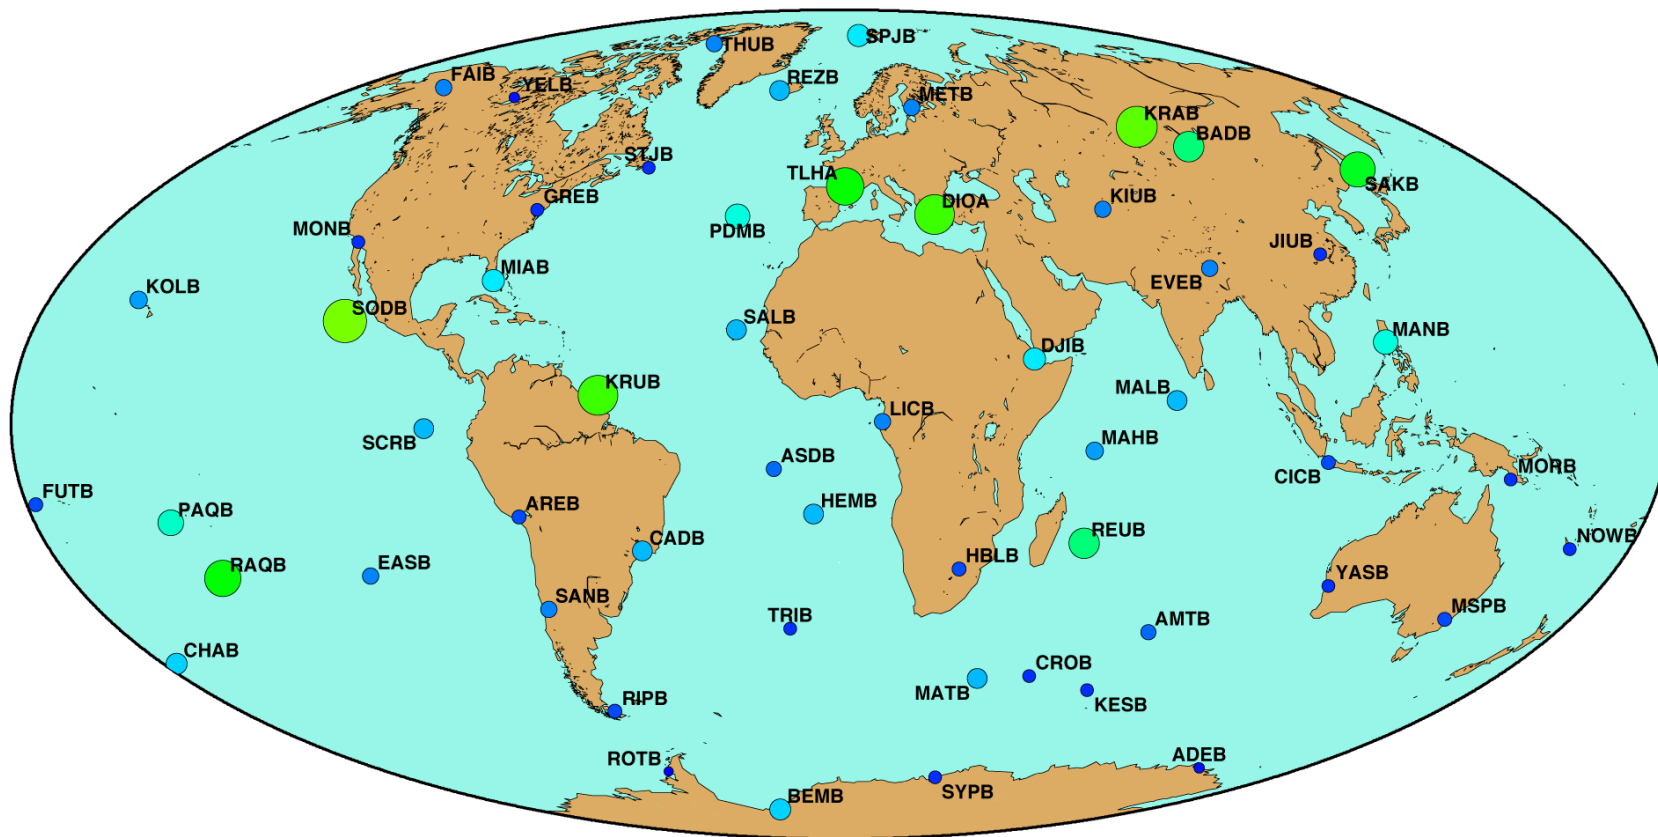 SPJB
THUB
FAIB
YELB
REZB
METB
KRAB
BADB
STJB
TLHA
SAKB
GREB
DIOA
KIUB
MONB
PDMB
JIUB
MIAB
EVEB
KOLB
SODB
SALB
MANB
DJIB
KRUB
MALB
LICB
SCRB
MAHB
ASDB
CICB
MORB
FUTB
PAQB
AREB
HEMB
REUB
CADB
NOWB
RAQB
EASB
HBLB
YASB
SANB
TRIB
AMTB
MSPB
CHAB
CROB
MATB
RIPB
KESB
ROTB
ADEB
SYPB
BEMB